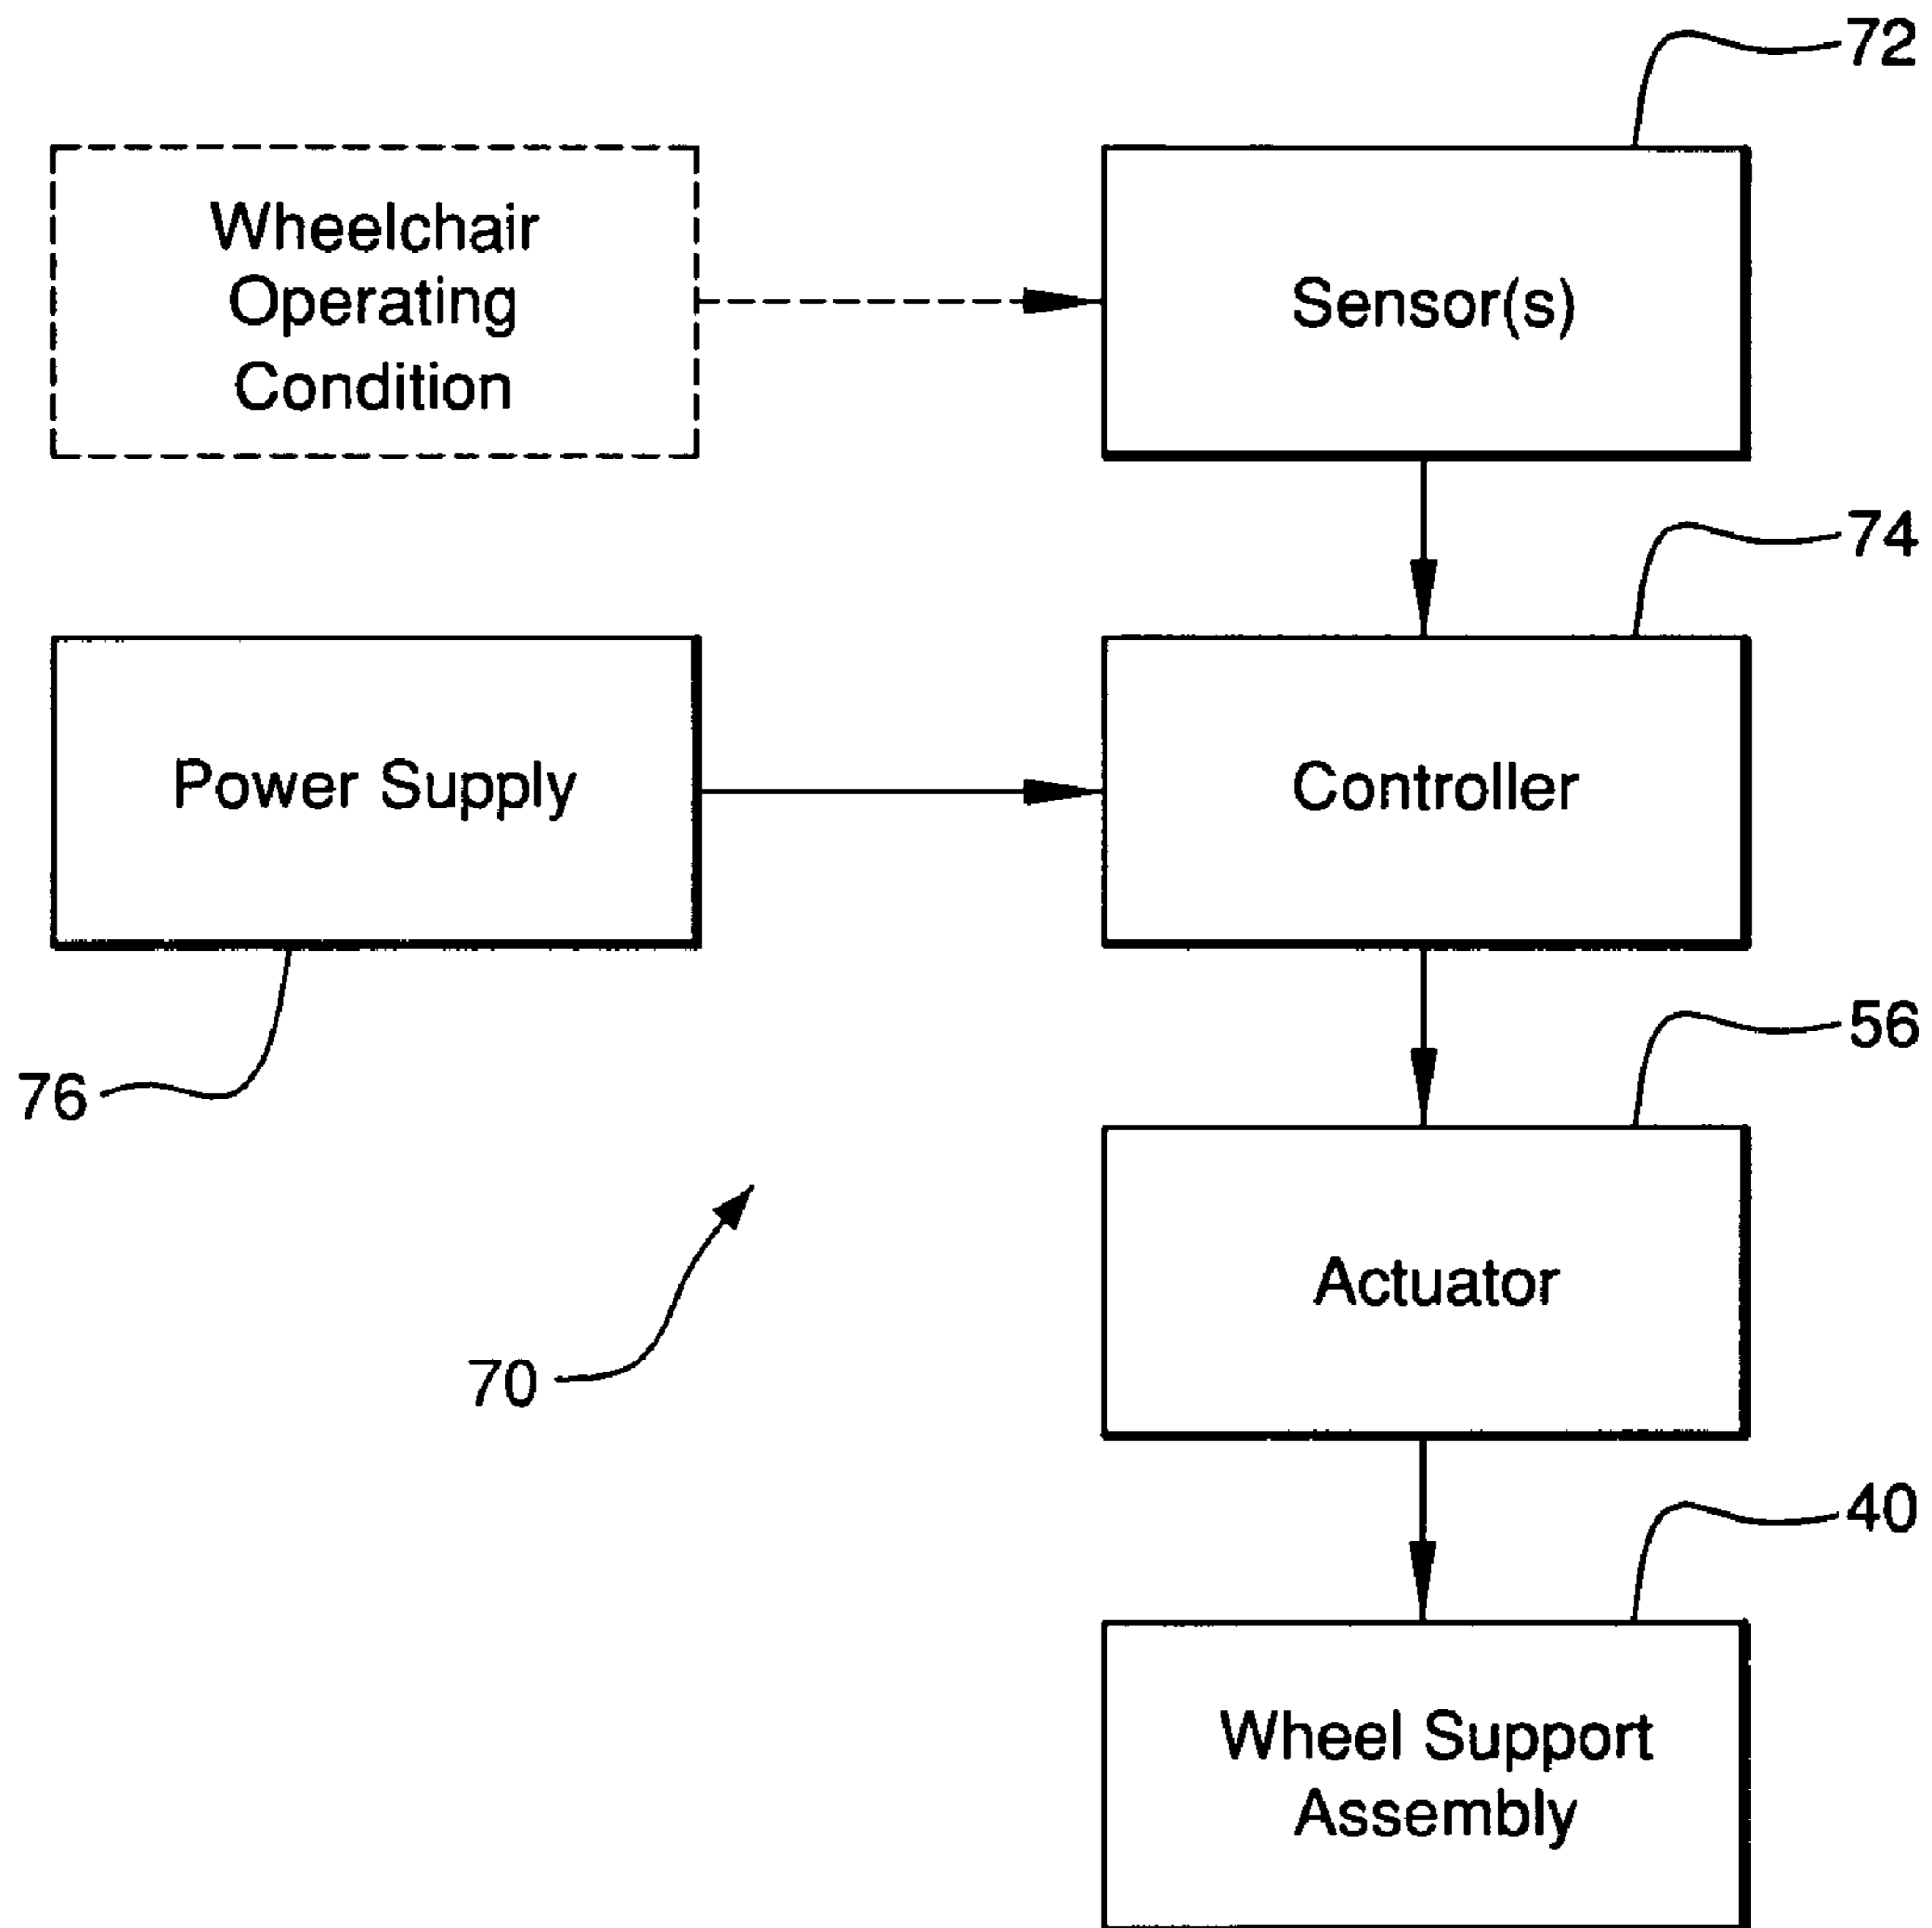 72
Wheelchair
Operating
Condition
Sensor(s)
74
Power Supply
Controller
56
76
Actuator
70
40
Wheel Support
Assembly